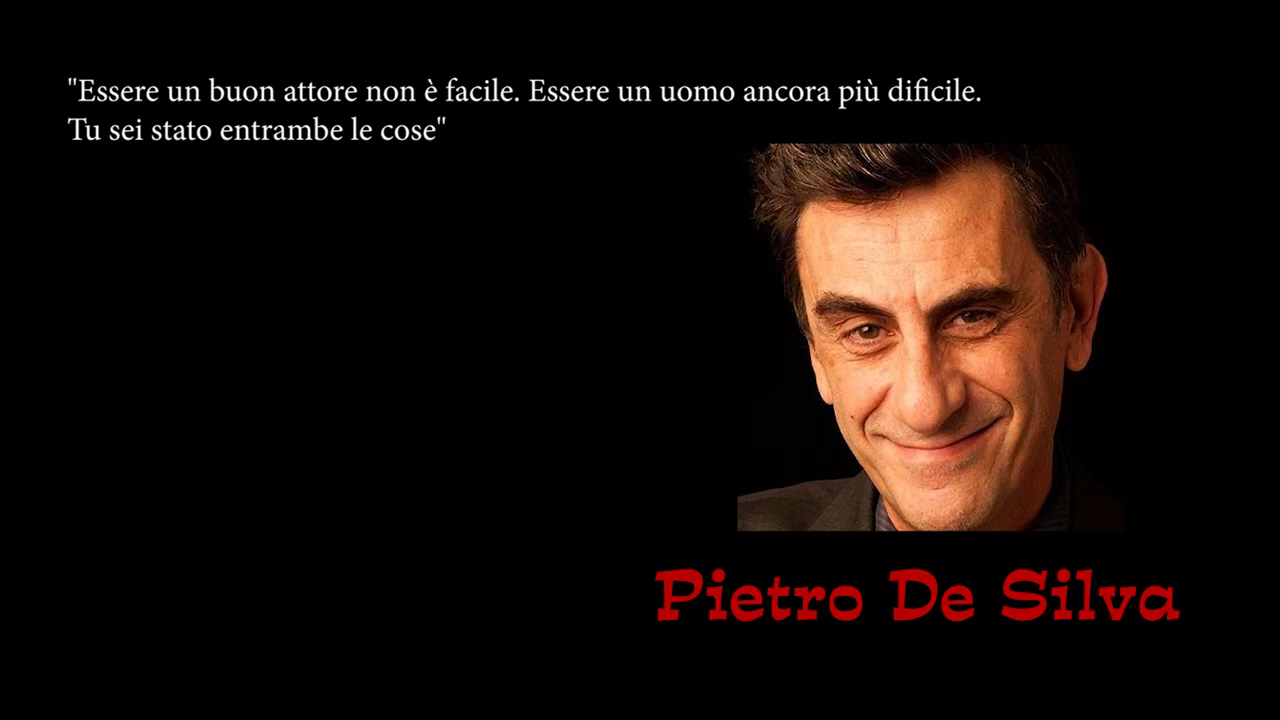 "Essere un buon attore non è facile. Essere un uomo ancora più dificile.
Tu sei stato entrambe le cose"
Pietro De Silva